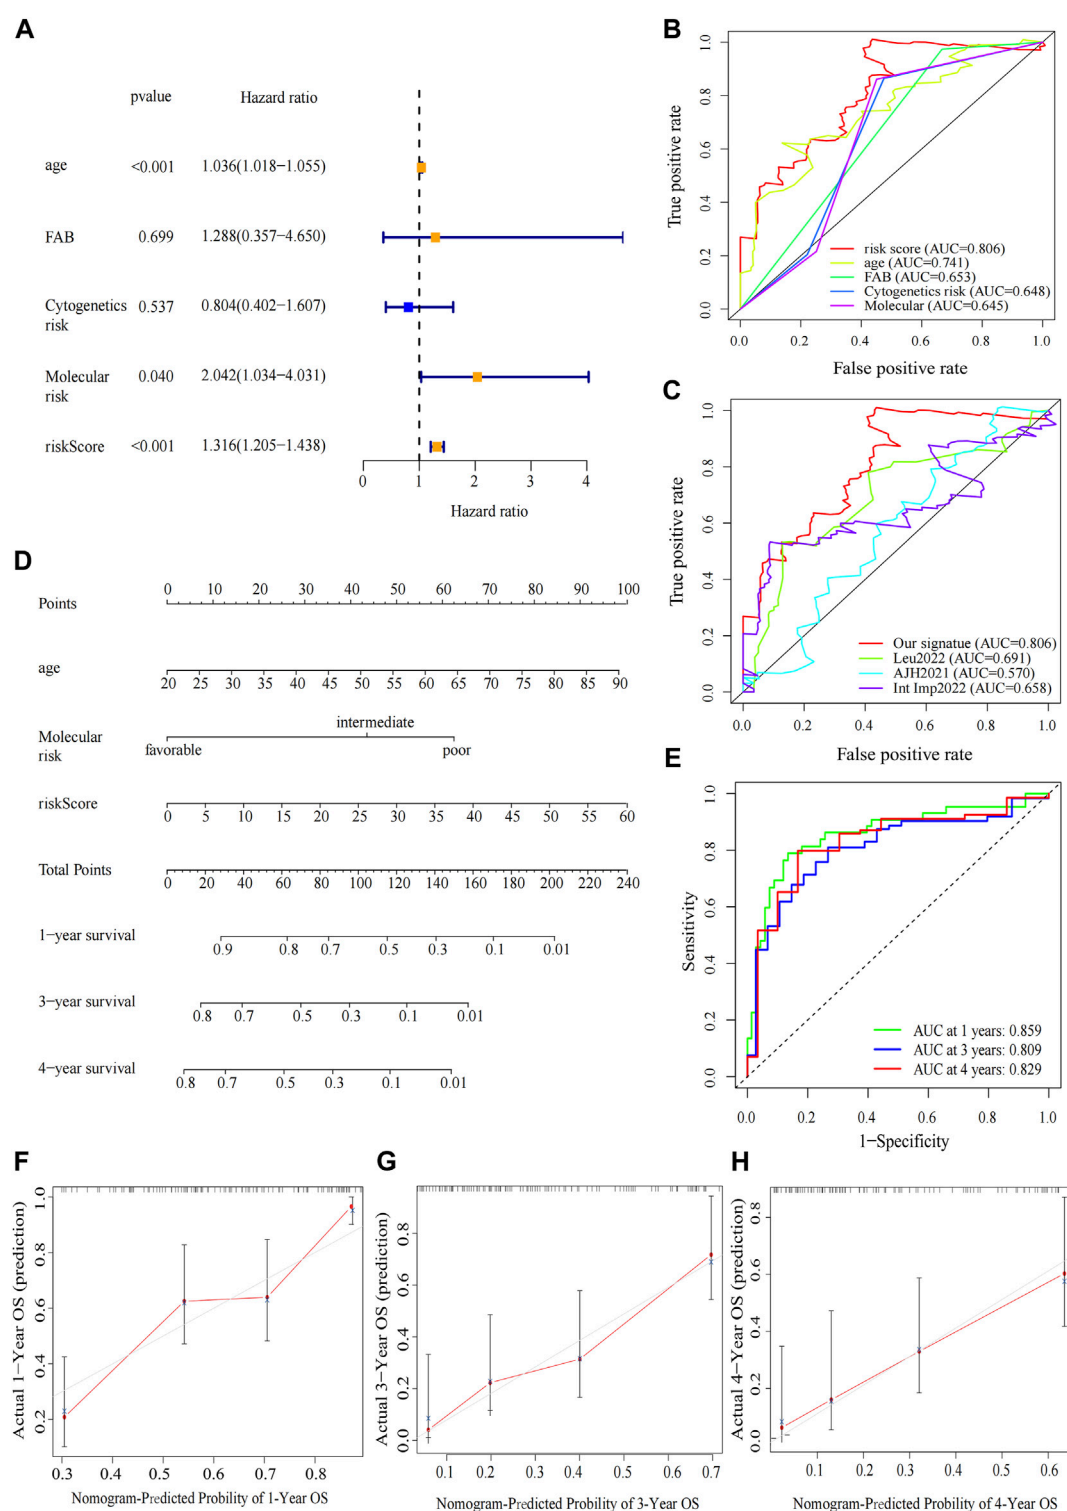 A
pvalue Hazard ratio
age <0.001 1.036(1.018−1.055)
FAB 0.699 1.288(0.357−4.650)
Cytogenetics risk 0.537 0.804(0.402−1.607)
Molecular risk 0.040 2.042(1.034−4.031)
riskScore <0.001 1.316(1.205−1.438)
0 1 2 3 4
Hazard ratio
B
True positive rate
0.0 0.2 0.4 0.6 0.8 1.0
risk score (AUC=0.806)
age (AUC=0.741)
FAB (AUC=0.653)
Cytogenetics risk (AUC=0.648)
Molecular (AUC=0.645)
0.0 0.2 0.4 0.6 0.8 1.0
False positive rate
C
True positive rate
0.0 0.2 0.4 0.6 0.8 1.0
Our signatue (AUC=0.806)
Leu2022 (AUC=0.691)
AJH2021 (AUC=0.570)
Int Imp2022 (AUC=0.658)
0.0 0.2 0.4 0.6 0.8 1.0
False positive rate
D
Points 0 10 20 30 40 50 60 70 80 90 100
age
20 25 30 35 40 45 50 55 60 65 70 75 80 85 90
intermediate
Molecular risk
favorable poor
riskScore
0 5 10 15 20 25 30 35 40 45 50 55 60
Total Points
0 20 40 60 80 100 120 140 160 180 200 220 240
1−year survival
0.9 0.8 0.7 0.5 0.3 0.1 0.01
3−year survival
0.8 0.7 0.5 0.3 0.1 0.01
4−year survival
0.8 0.7 0.5 0.3 0.1 0.01
E
Sensitivity
0.0 0.2 0.4 0.6 0.8 1.0
AUC at 1 years: 0.859
AUC at 3 years: 0.809
AUC at 4 years: 0.829
0.0 0.2 0.4 0.6 0.8 1.0
1−Specificity
F
Actual 1−Year OS (prediction)
0.2 0.4 0.6 0.8 1.0
0.3 0.4 0.5 0.6 0.7 0.8
Nomogram-Predicted Probility of 1-Year OS
G
Actual 3−Year OS (prediction)
0.0 0.2 0.4 0.6 0.8
0.1 0.2 0.3 0.4 0.5 0.6 0.7
Nomogram-Predicted Probility of 3-Year OS
H
Actual 4−Year OS (prediction)
0.0 0.2 0.4 0.6 0.8
0.1 0.2 0.3 0.4 0.5 0.6
Nomogram-Predicted Probility of 4-Year OS